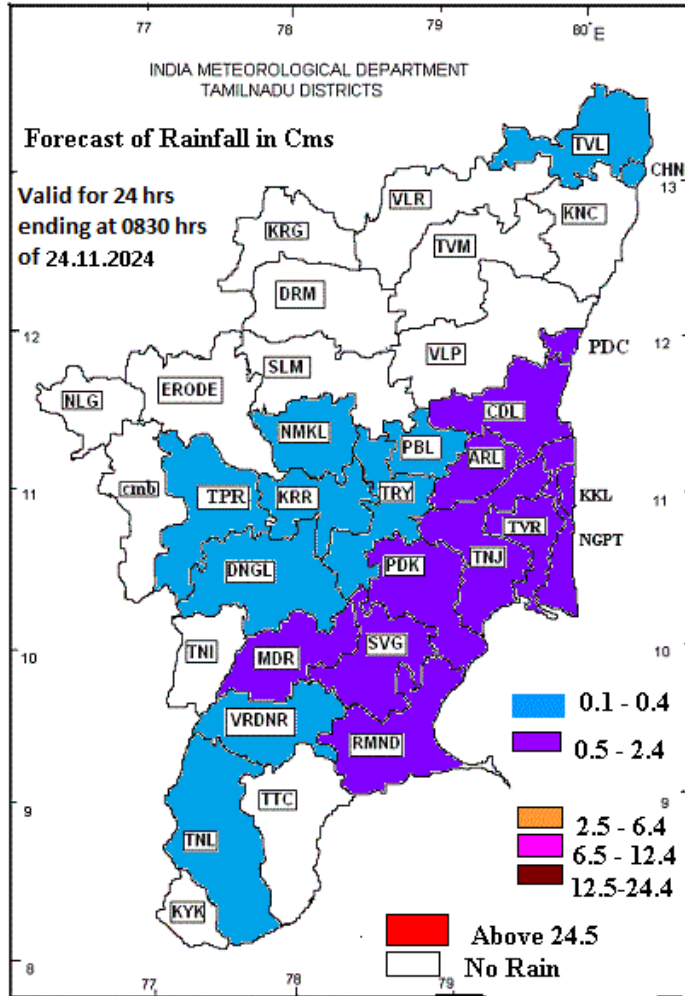 77 78 79 80° E
INDIA METEOROLOGICAL DEPARTMENT
TAMILNADU DISTRICTS
Forecast of Rainfall in Cms
TVL
CHN
13
Valid for 24 hrs
ending at 0830 hrs
of 24.11.2024
VLR
KNC
KRG
TVM
DRM
12
12
PDC
VLP
SLM
ERODE
NLG
CDL
NMKL
PBL
ARL
11
cmb
TPR
KRR
TRY
KKL
11
TVR
NGPT
TNJ
PDK
DNGL
10
TNI
MDR
SVG
10
0.1 - 0.4
VRDNR
RMND
0.5 - 2.4
9
TTC
9
2.5 - 6.4
TNL
6.5 - 12.4
12.5-24.4
KYK
Above 24.5
8
No Rain
77 78 79